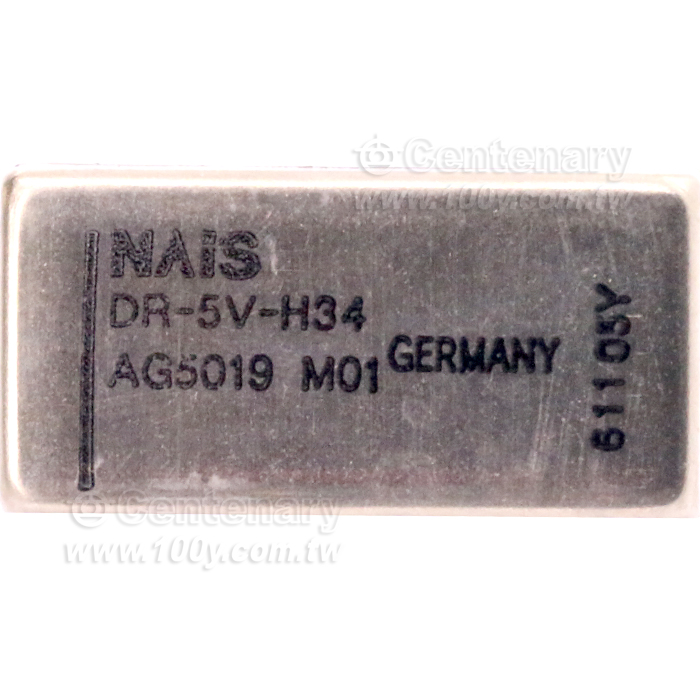 © Centenary
www.100y.com.tw
NAIS
DR-5V-H34
AG5019 M01
GERMANY
611 05Y
© Centenary
www.100y.com.tw